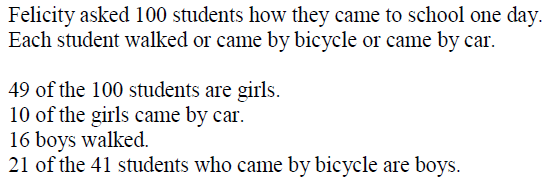 Felicity asked 100 students how they came to school one day.
Each student walked or came by bicycle or came by car.
49 of the 100 students are girls.
10 of the girls came by car.
16 boys walked.
21 of the 41 students who came by bicycle are boys.